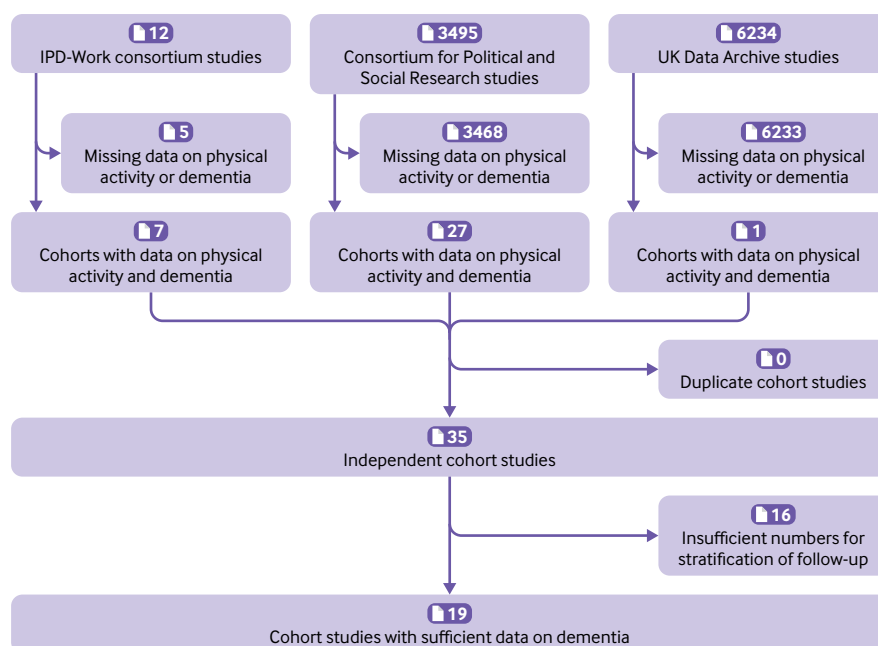 12
IPD-Work consortium studies
3495
Consortium for Political and
Social Research studies
6234
UK Data Archive studies
5
Missing data on physical
activity or dementia
3468
Missing data on physical
activity or dementia
6233
Missing data on physical
activity or dementia
7
Cohorts with data on physical
activity and dementia
27
Cohorts with data on physical
activity and dementia
1
Cohorts with data on physical
activity and dementia
0
Duplicate cohort studies
35
Independent cohort studies
16
Insufficient numbers for
stratification of follow-up
19
Cohort studies with sufficient data on dementia